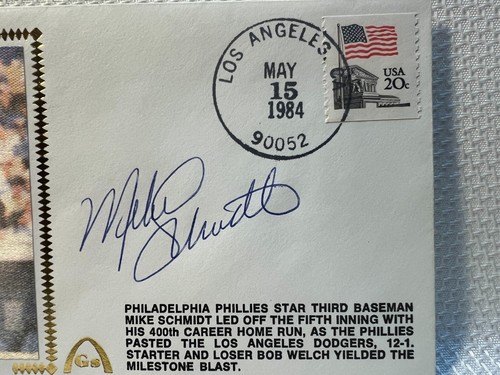 LOS ANGELES
MAY
15
1984
90052
USA
20c
Mike Schmidt
PHILADELPHIA PHILLIES STAR THIRD BASEMAN
MIKE SCHMIDT LED OFF THE FIFTH INNING WITH
HIS 400th CAREER HOME RUN, AS THE PHILLIES
PASTED THE LOS ANGELES DODGERS, 12-1.
STARTER AND LOSER BOB WELCH YIELDED THE
MILESTONE BLAST.
Gs